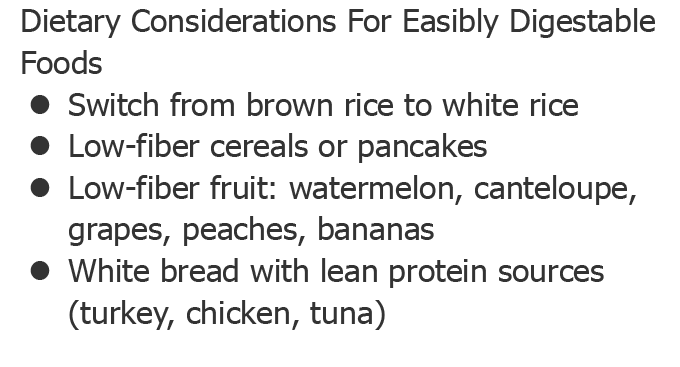 Dietary Considerations For Easibly Digestable
Foods
● Switch from brown rice to white rice
● Low-fiber cereals or pancakes
● Low-fiber fruit: watermelon, canteloupe,
grapes, peaches, bananas
● White bread with lean protein sources
(turkey, chicken, tuna)